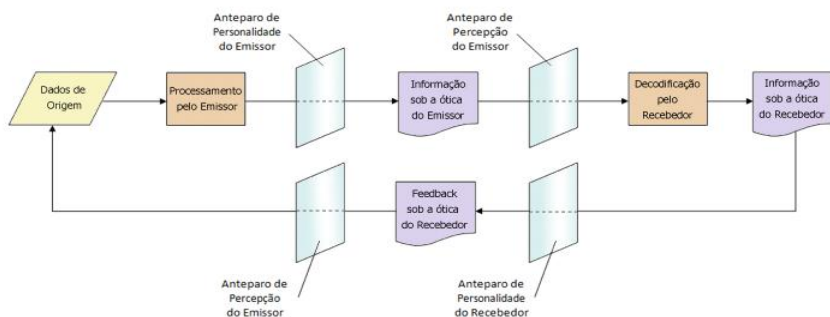 Anteparo de
Personalidade
do Emissor
Anteparo de
Percepção
do Emissor
Dados de
Origem
Processamento
pelo Emissor
Informação
sob a ótica
do Emissor
Decodificação
pelo
Recebedor
Informação
sob a ótica
do Recebedor
Feedback
sob a ótica
do Recebedor
Anteparo de
Percepção
do Emissor
Anteparo de
Personalidade
do Recebedor